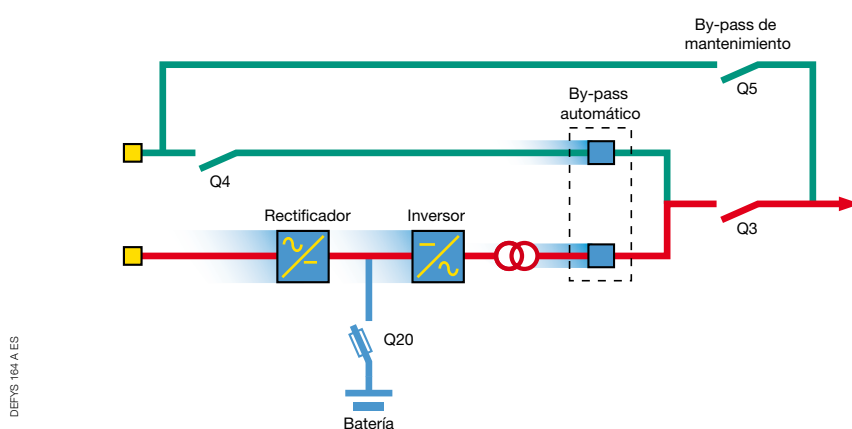 By-pass de
mantenimiento
Q5
By-pass
automático
Q4
Q3
Rectificador
Inversor
Q20
Batería
DEFYS 164 A ES